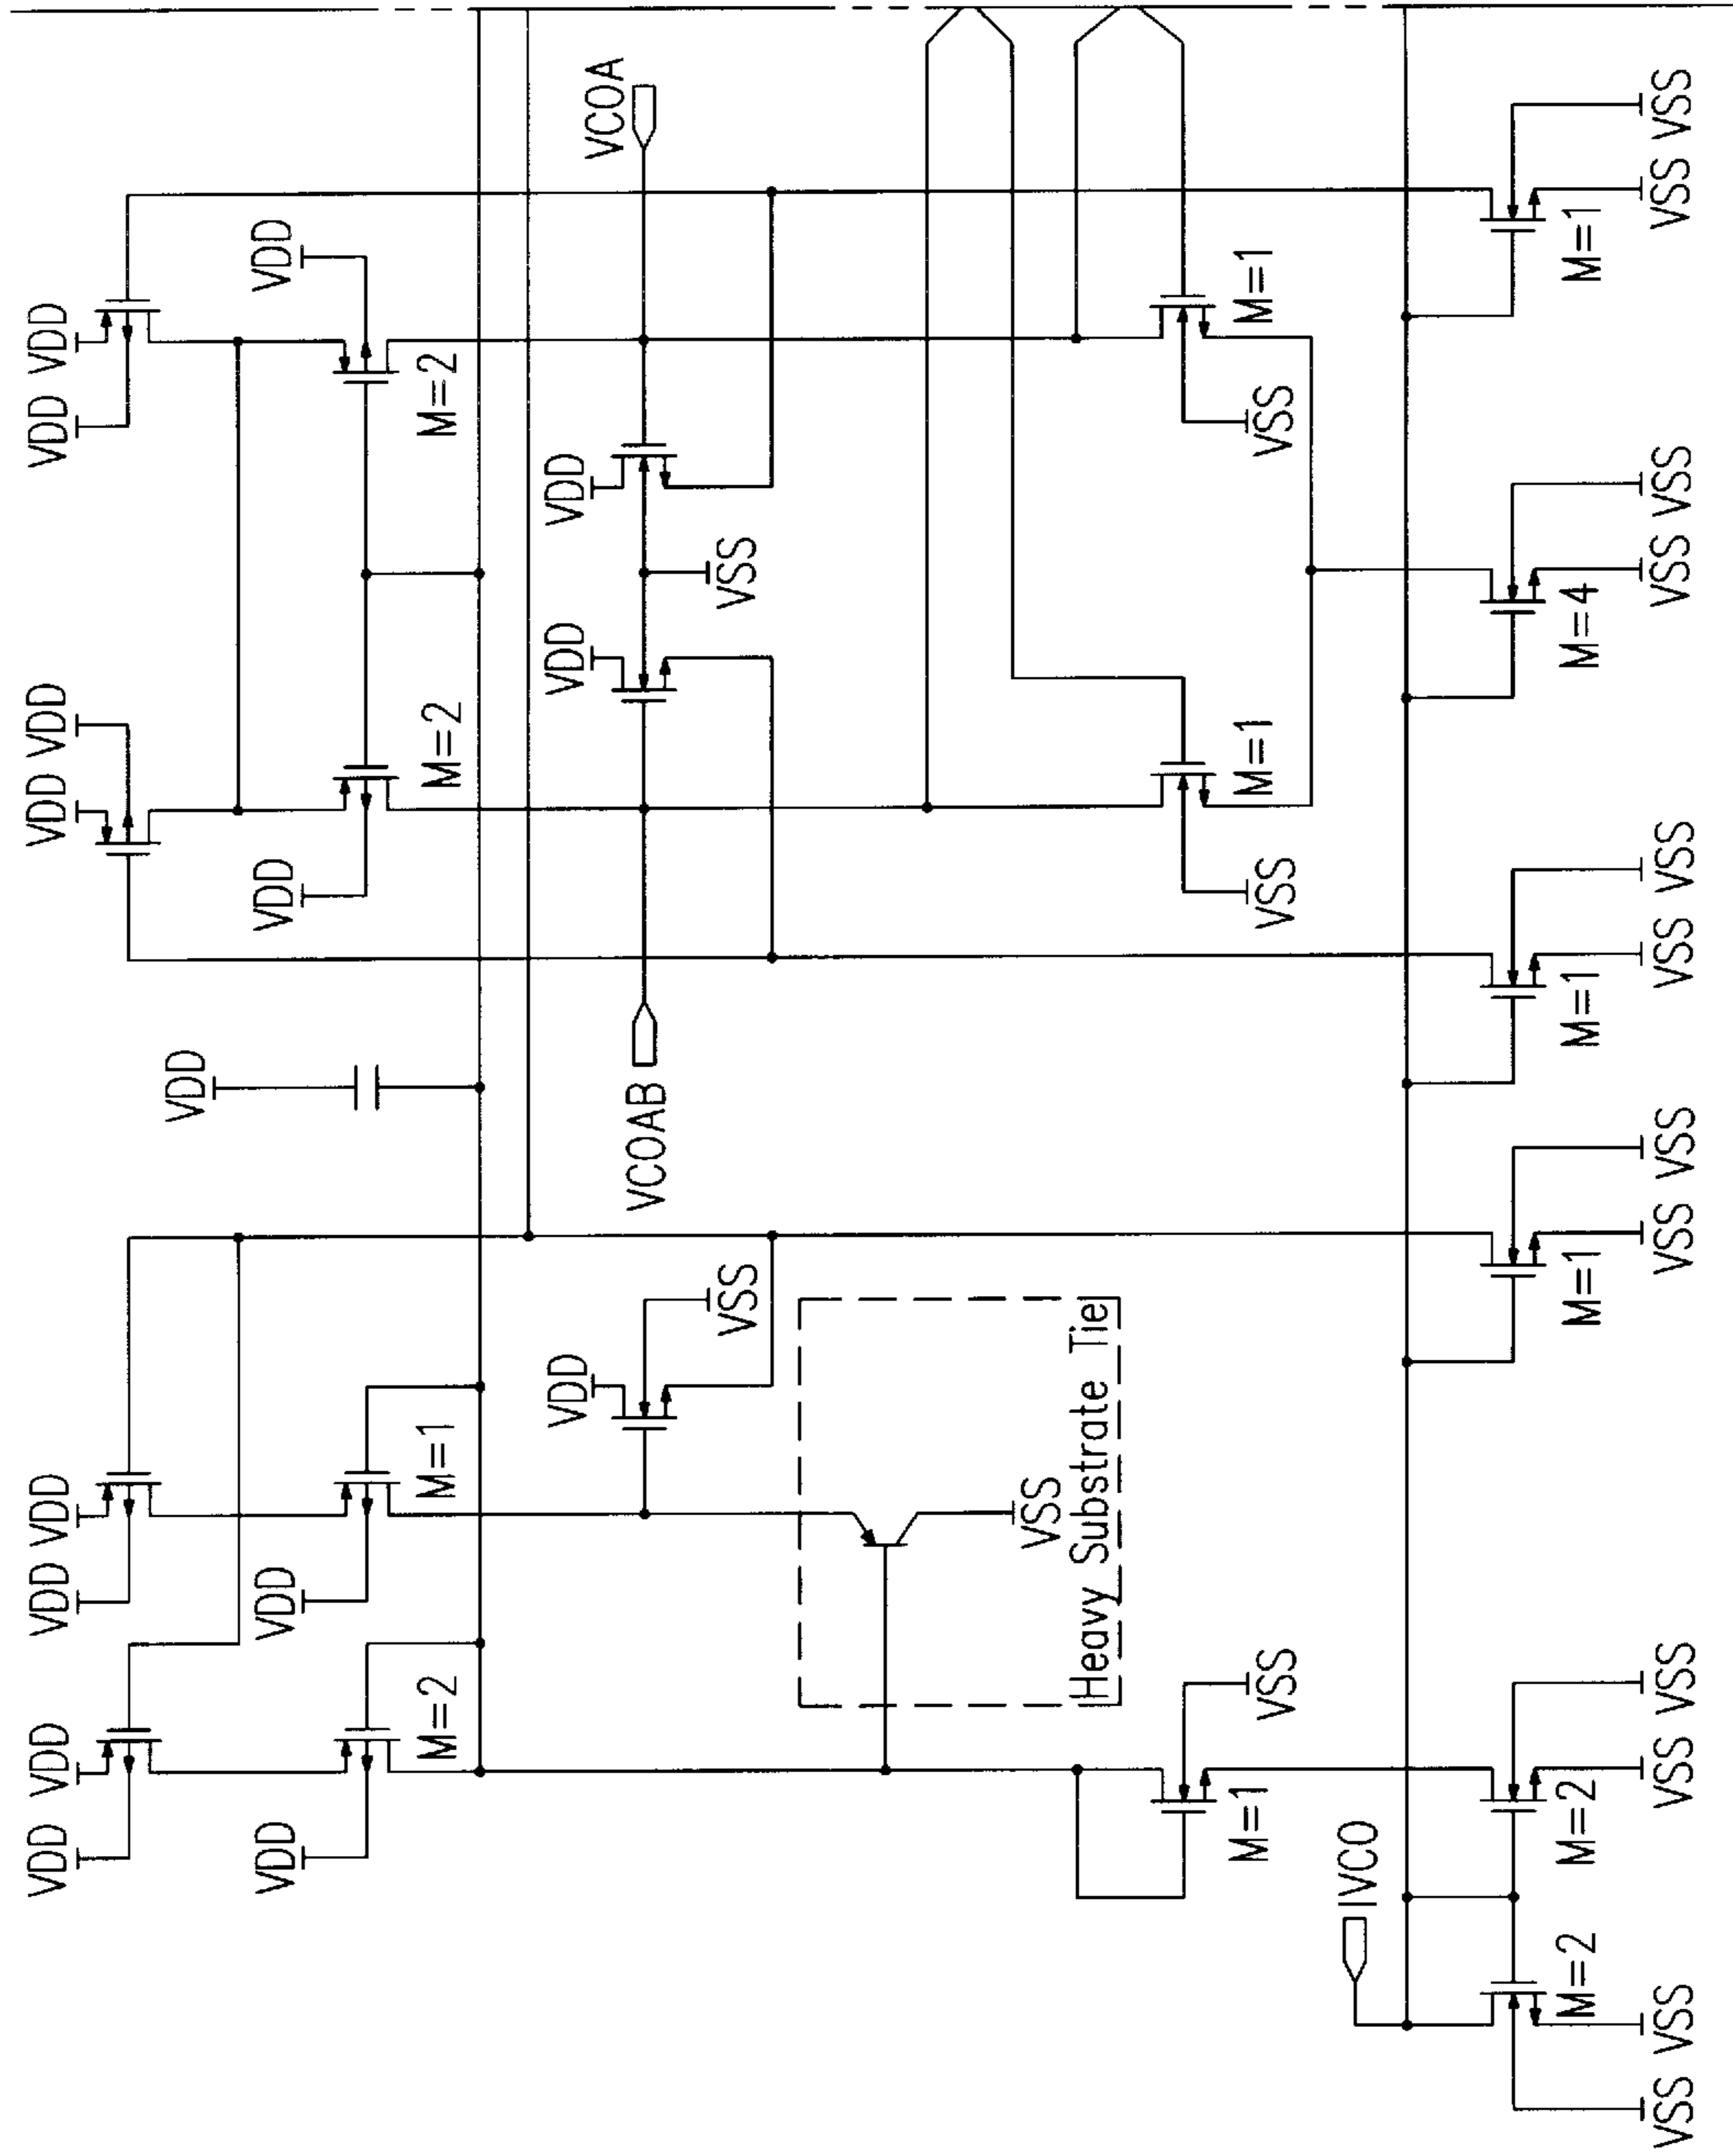 VDD VDD VDD VDD VDD VDD VDD VDD
VDD
VDD VDD VDD VDD
M=2 M=1 M=2 M=2
VDD VDD VDD
VCOA
VCOAB
VSS VSS
VSS
Heavy Substrate Tie
M=1 M=1 M=1
VSS VSS VSS
IVCO
M=2 M=2 M=1 M=1 M=4 M=1
VSS VSS VSS VSS VSS VSS VSS VSS VSS VSS VSS VSS